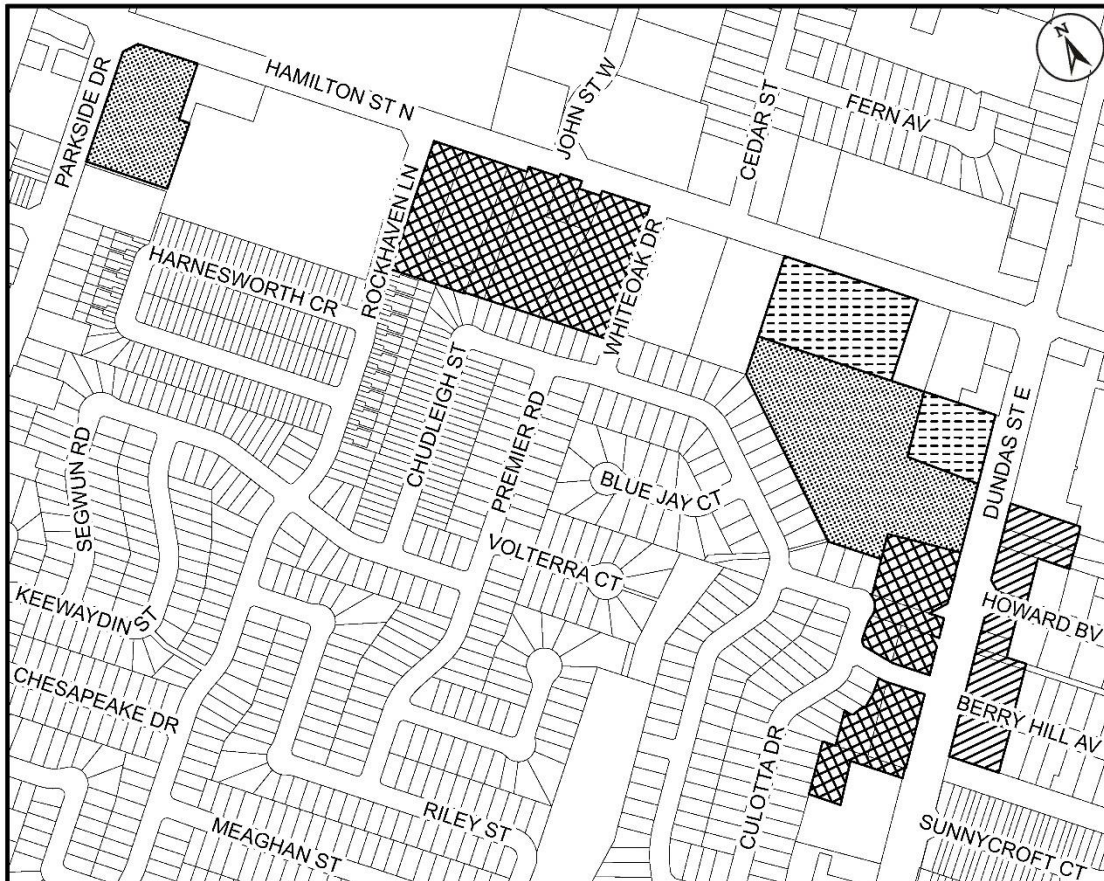 N
HAMILTON ST N
PARKSIDE DR
JOHN ST W
CEDAR ST
FERN AV
ROCKHAVEN LN
WHITEOAK DR
HARNESWORTH CR
CHUDLEIGH ST
PREMIER RD
SEGWUN RD
BLUE JAY CT
DUNDAS ST E
VOLTERRA CT
KEEWAYDIN ST
HOWARD BV
CHESAPEAKE DR
BERRY HILL AV
CULOTTA DR
RILEY ST
MEAGHAN ST
SUNNYCROFT CT